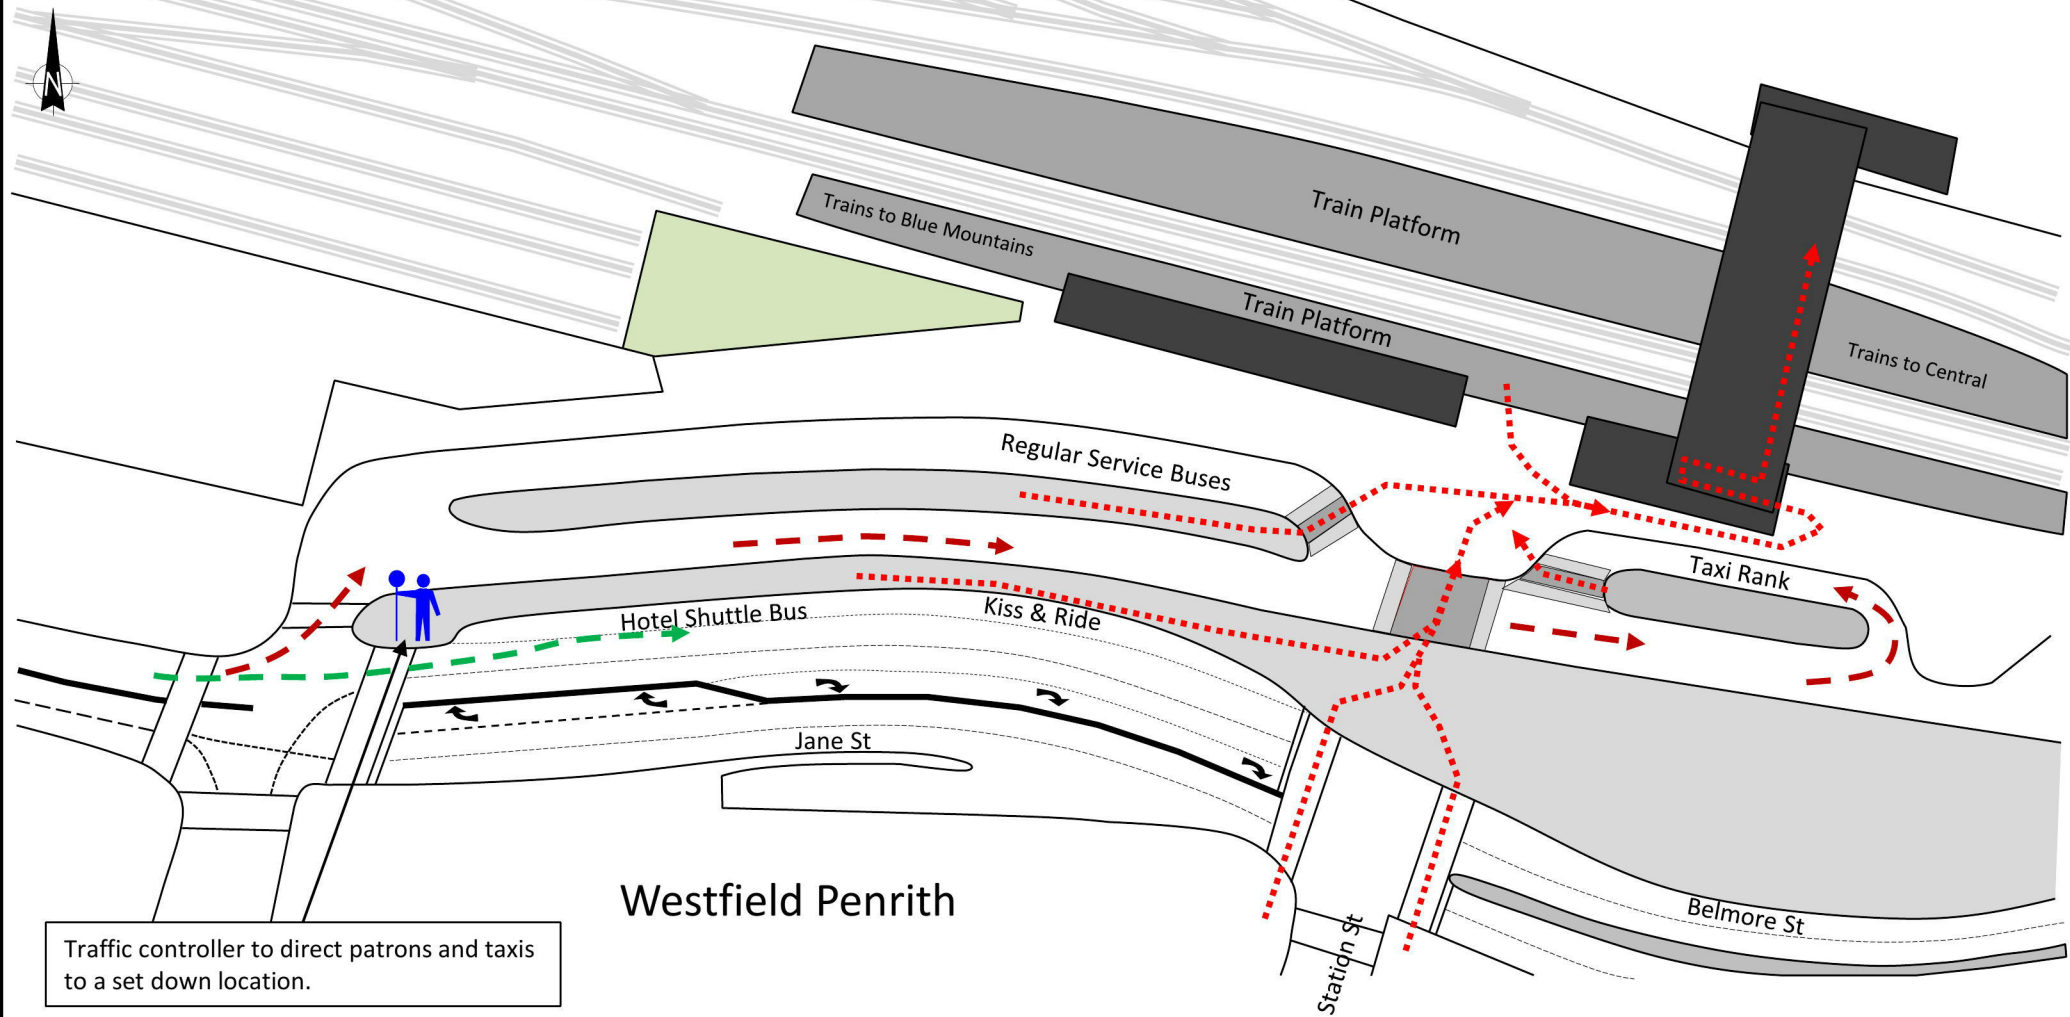 N
Train Platform
Trains to Blue Mountains
Train Platform
Trains to Central
Regular Service Buses
Taxi Rank
Hotel Shuttle Bus
Kiss & Ride
Jane St
Westfield Penrith
Belmore St
Station St
Traffic controller to direct patrons and taxis
to a set down location.